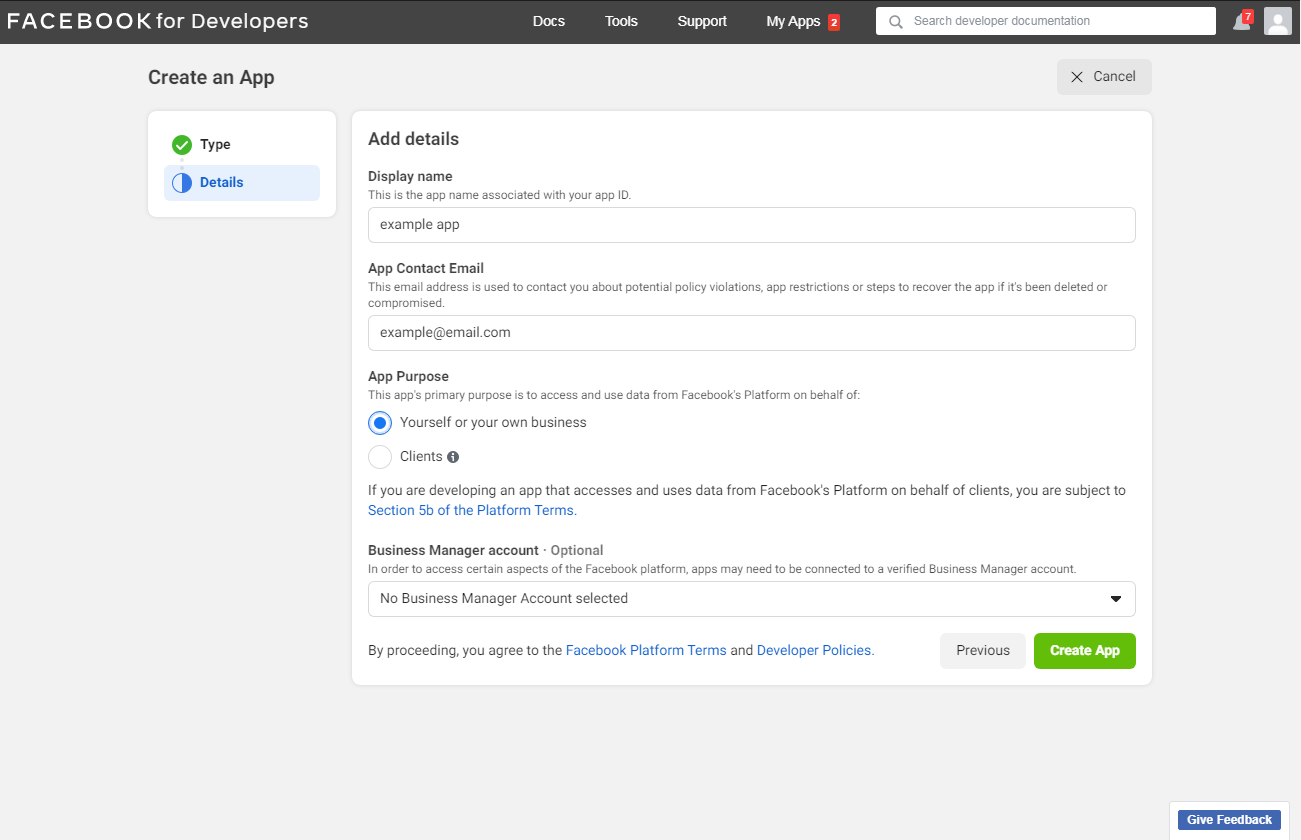 FACEBOOK for Developers
Docs
Tools
Support
My Apps 2
Search developer documentation
7
Create an App
Cancel
Type
Details
Add details
Display name
This is the app name associated with your app ID.
example app
App Contact Email
This email address is used to contact you about potential policy violations, app restrictions or steps to recover the app if it's been deleted or
compromised.
example@email.com
App Purpose
This app's primary purpose is to access and use data from Facebook's Platform on behalf of:
Yourself or your own business
Clients
If you are developing an app that accesses and uses data from Facebook's Platform on behalf of clients, you are subject to
Section 5b of the Platform Terms.
Business Manager account · Optional
In order to access certain aspects of the Facebook platform, apps may need to be connected to a verified Business Manager account.
No Business Manager Account selected
By proceeding, you agree to the Facebook Platform Terms and Developer Policies.
Previous
Create App
Give Feedback